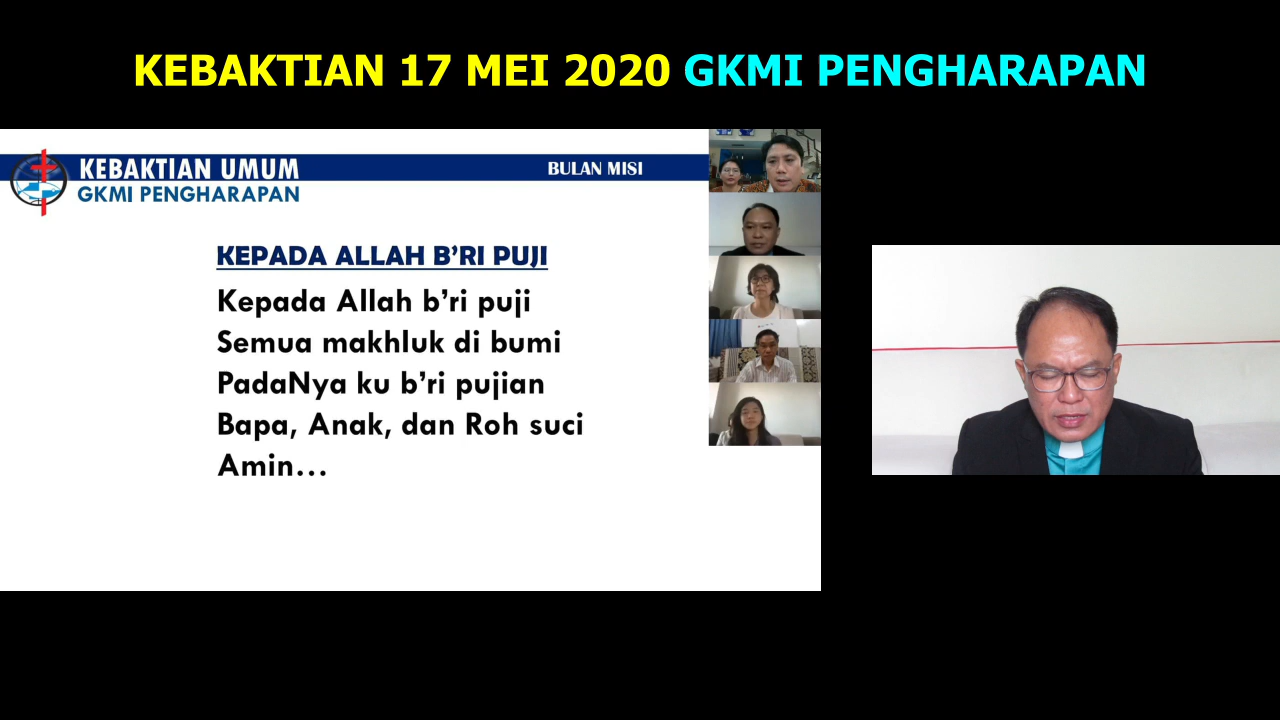 KEBAKTIAN 17 MEI 2020 GKMI PENGHARAPAN
KEBAKTIAN UMUM
BULAN MISI
GKMI PENGHARAPAN
KEPADA ALLAH B’RI PUJI
Kepada Allah b’ri puji
Semua makhluk di bumi
PadaNya ku b’ri pujian
Bapa, Anak, dan Roh suci
Amin...